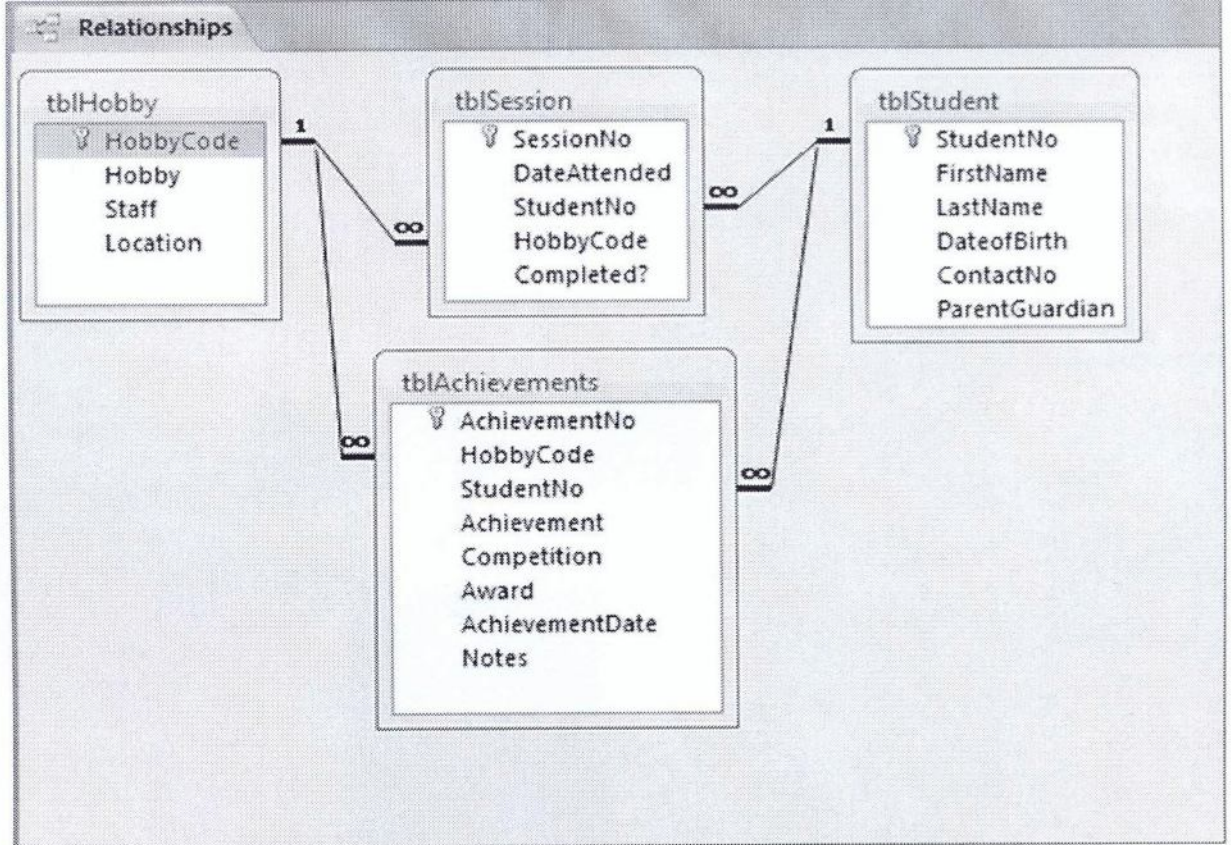 Relationships
tblHobby
HobbyCode
Hobby
Staff
Location
1
∞
tblSession
SessionNo
DateAttended
StudentNo
HobbyCode
Completed?
∞
1
tblStudent
StudentNo
FirstName
LastName
DateofBirth
ContactNo
ParentGuardian
∞
tblAchievements
AchievementNo
HobbyCode
StudentNo
Achievement
Competition
Award
AchievementDate
Notes
∞